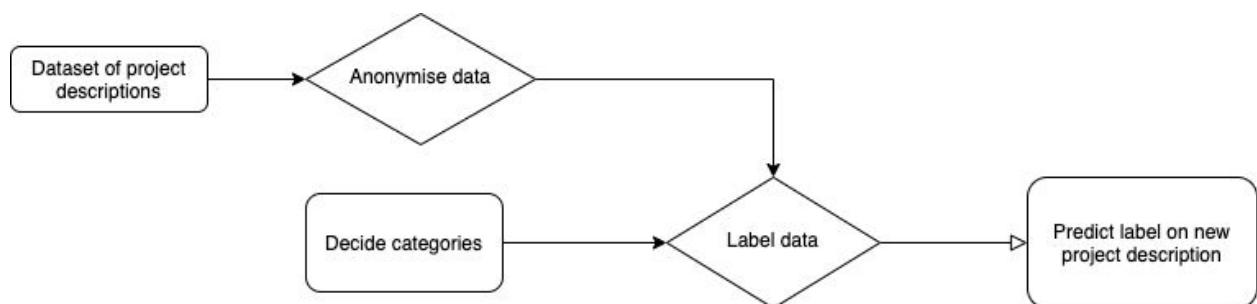 Dataset of project
descriptions
Anonymise data
Decide categories
Label data
Predict label on new
project description